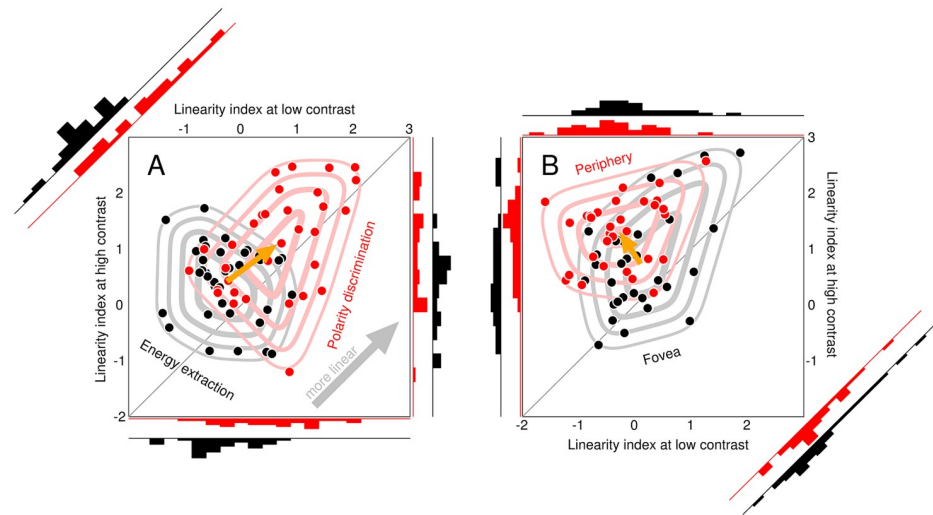 Linearity index at low contrast
-1 0 1 2 3
A
Polarity discrimination
Energy extraction
more linear
Linearity index at high contrast
2
1
0
-1
-2
3
B
Periphery
Fovea
2
1
0
-1
Linearity index at high contrast
-2 -1 0 1 2
Linearity index at low contrast